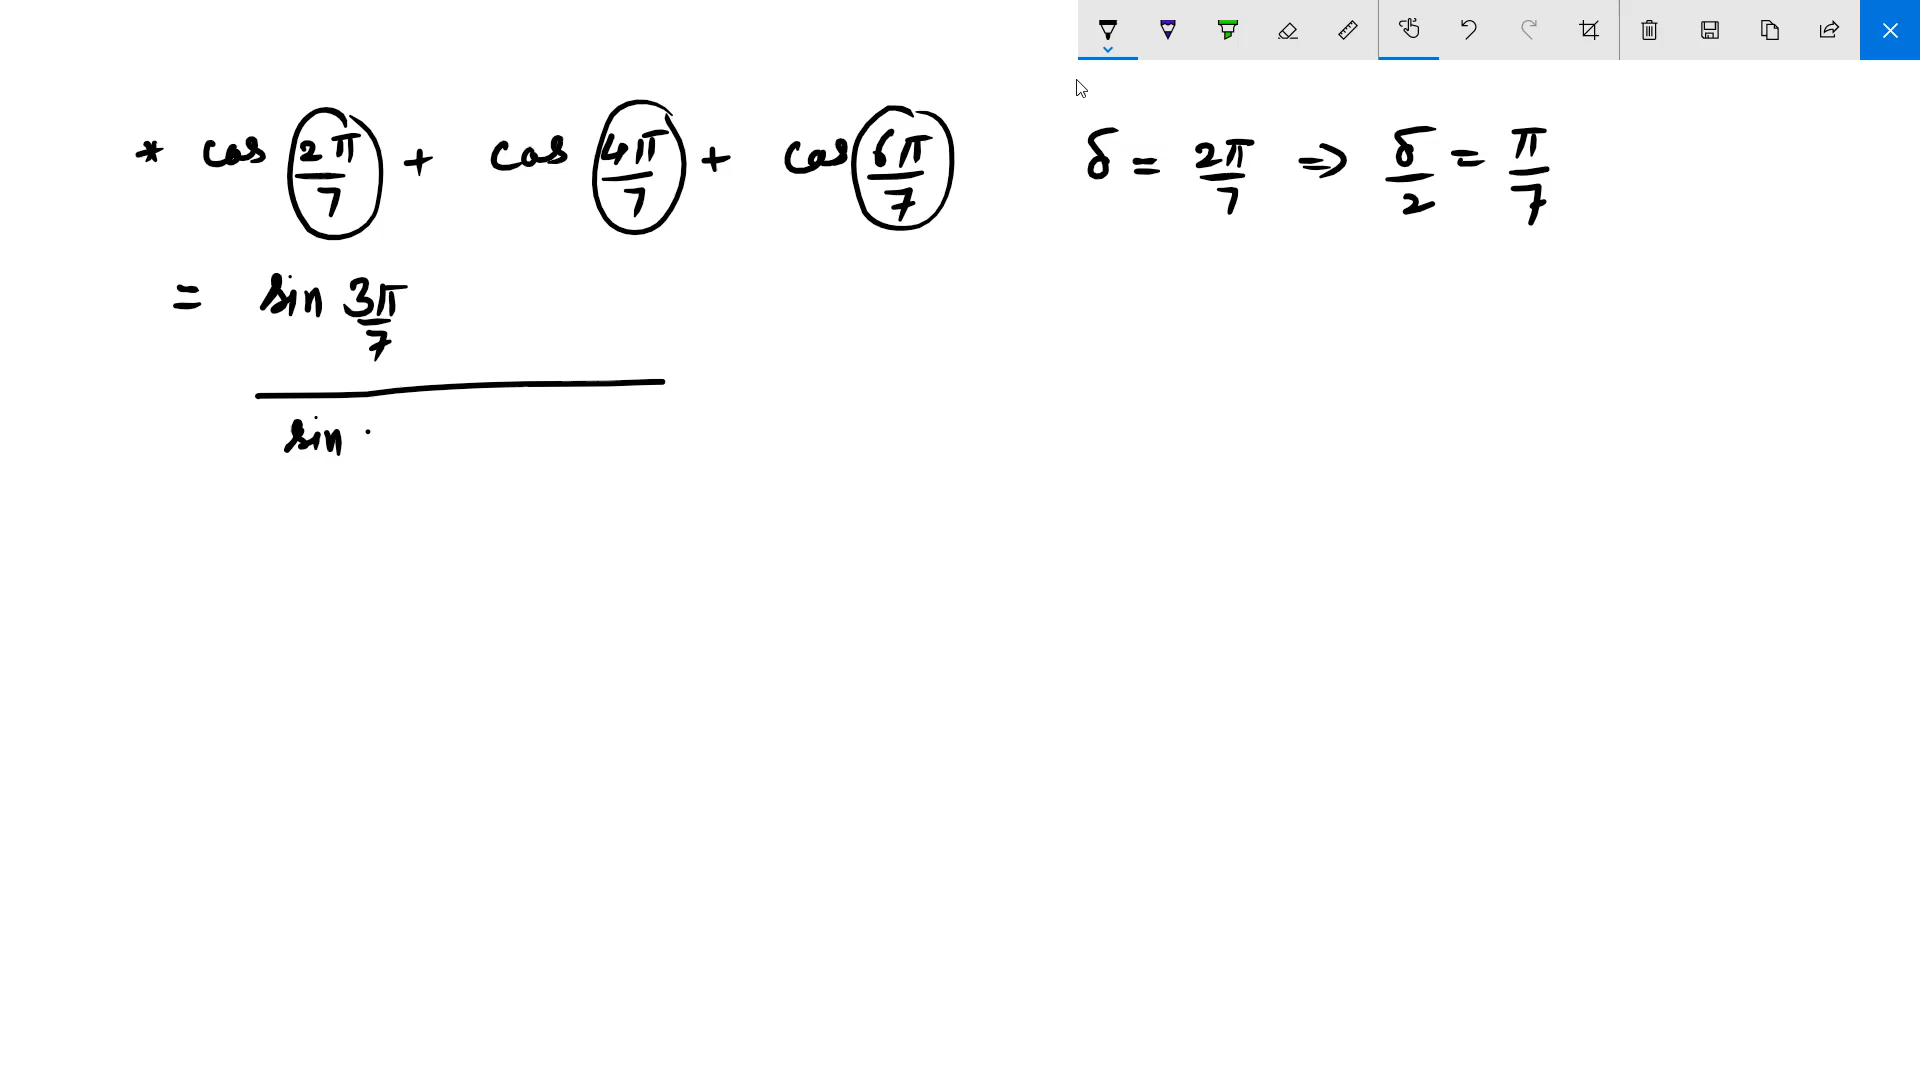 * cos 2π/7 + cos 4π/7 + cos 6π/7 δ = 2π/7 ⇒ δ/2 = π/7
= sin 3π/7
sin